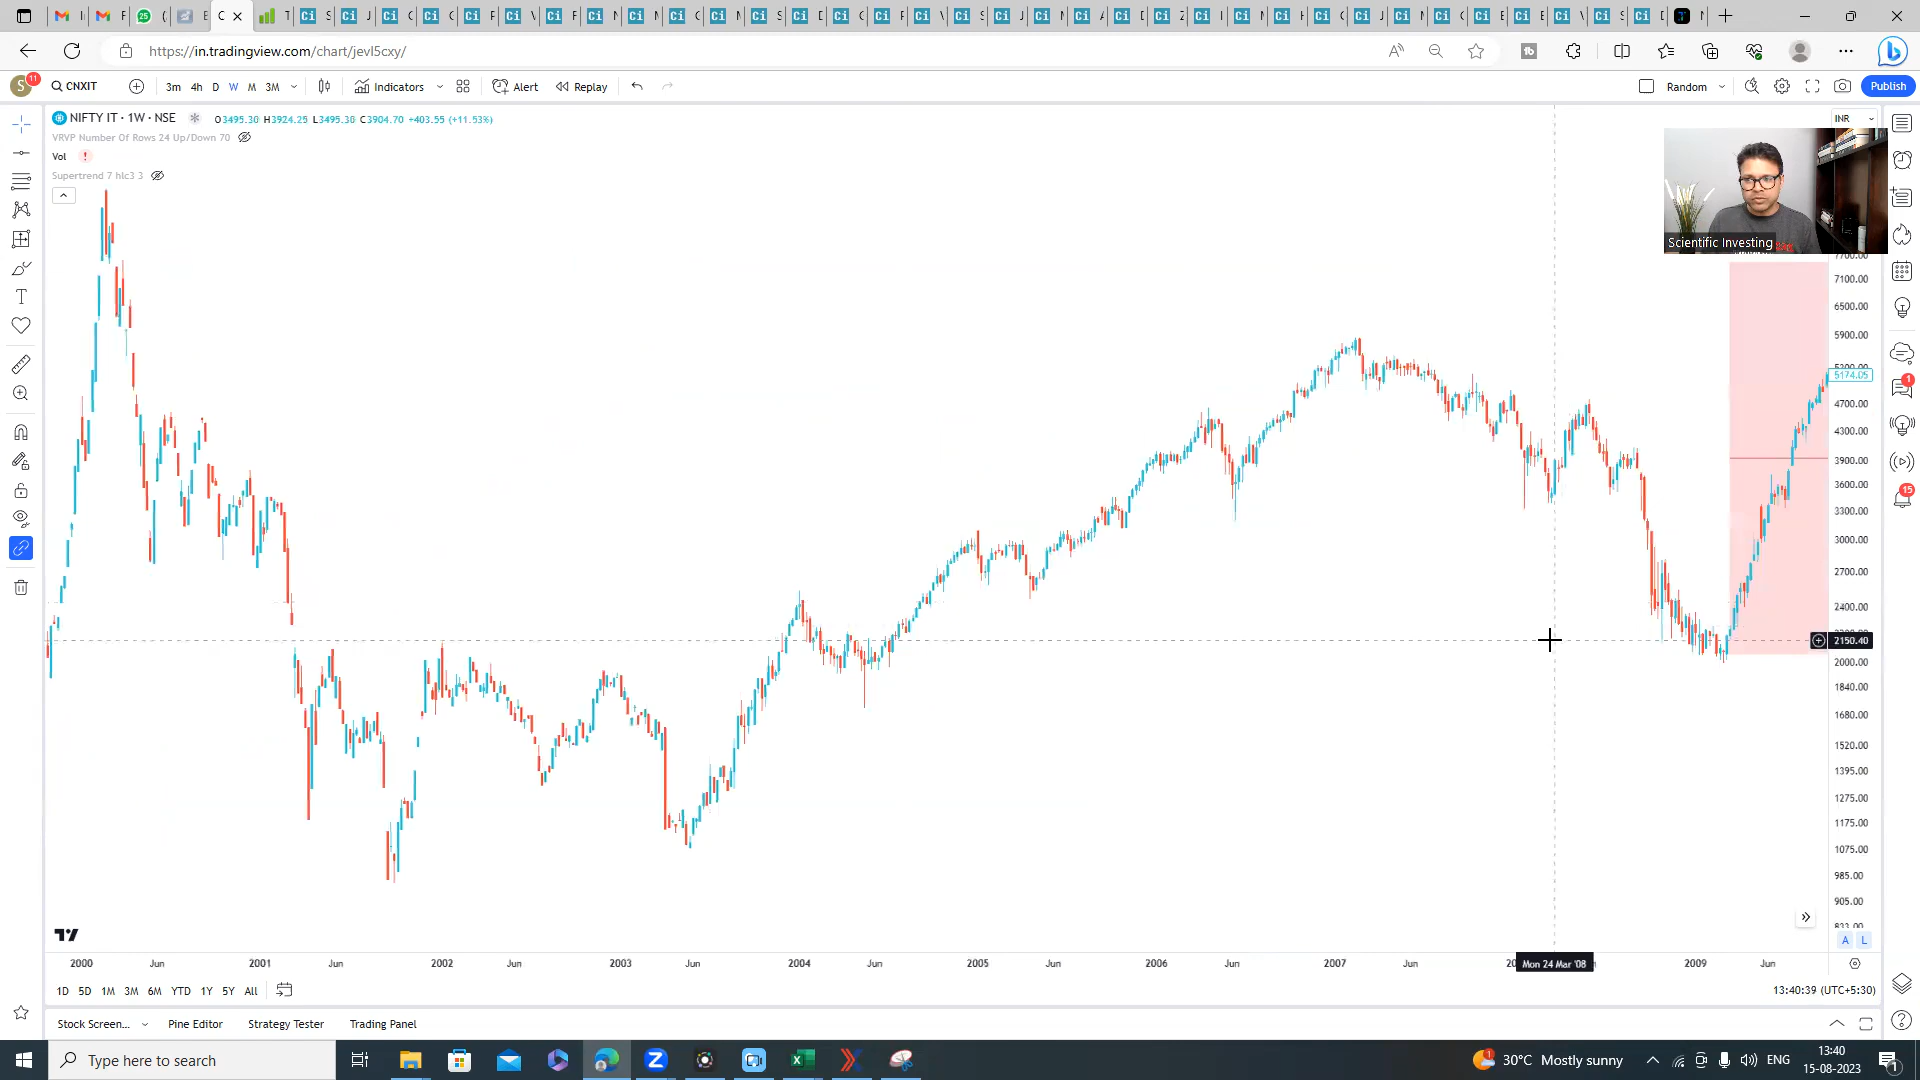 https://in.tradingview.com/chart/jevl5cxy/
S 11 CNXIT 3m 4h D W M 3M Indicators Alert Replay Random Publish
NIFTY IT · 1W · NSE O3495.30 H3924.25 L3495.30 C3904.70 +403.55 (+11.53%) INR
VRVP Number Of Rows 24 Up/Down 70
Vol !
Supertrend 7 hlc3 3
Scientific Investing
7700.00
7100.00
6500.00
5900.00
5174.05
4700.00
4300.00
3900.00
3600.00
3300.00
3000.00
2700.00
2400.00
2150.40
2000.00
1840.00
1680.00
1520.00
1395.00
1275.00
1175.00
1075.00
985.00
905.00
833.00
A L
2000 Jun 2001 Jun 2002 Jun 2003 Jun 2004 Jun 2005 Jun 2006 Jun 2007 Jun Mon 24 Mar '08 2009 Jun
1D 5D 1M 3M 6M YTD 1Y 5Y All 13:40:39 (UTC+5:30)
Stock Screen... Pine Editor Strategy Tester Trading Panel
Type here to search 30°C Mostly sunny ENG 13:40
15-08-2023